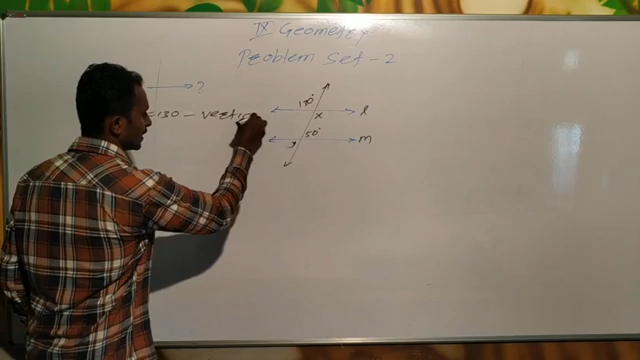 IX Geometry
Problem Set - 2
?
130°
l
=130 - vertic
x
50°
y
m